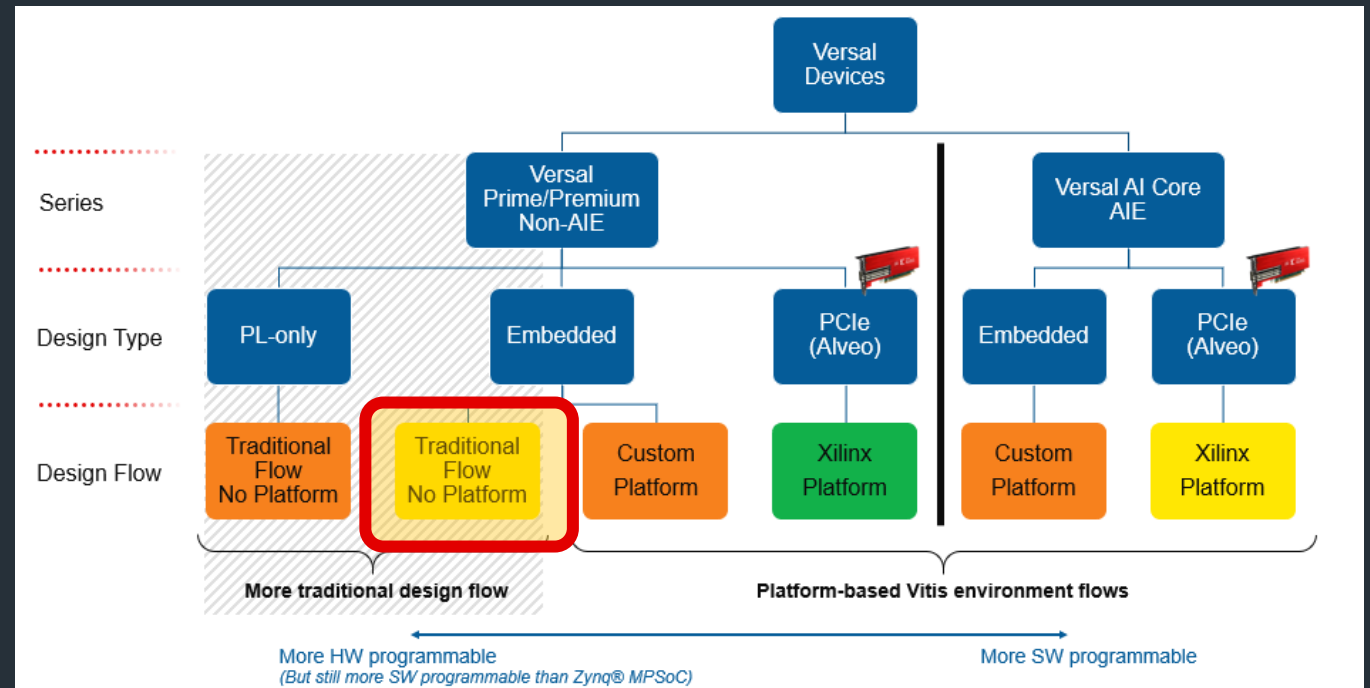 Versal
Devices
Series
Versal
Prime/Premium
Non-AIE
Versal AI Core
AIE
Design Type
PL-only
Embedded
PCIe
(Alveo)
Embedded
PCIe
(Alveo)
Design Flow
Traditional
Flow
No Platform
Traditional
Flow
No Platform
Custom
Platform
Xilinx
Platform
Custom
Platform
Xilinx
Platform
More traditional design flow
Platform-based Vitis environment flows
More HW programmable
(But still more SW programmable than Zynq® MPSoC)
More SW programmable